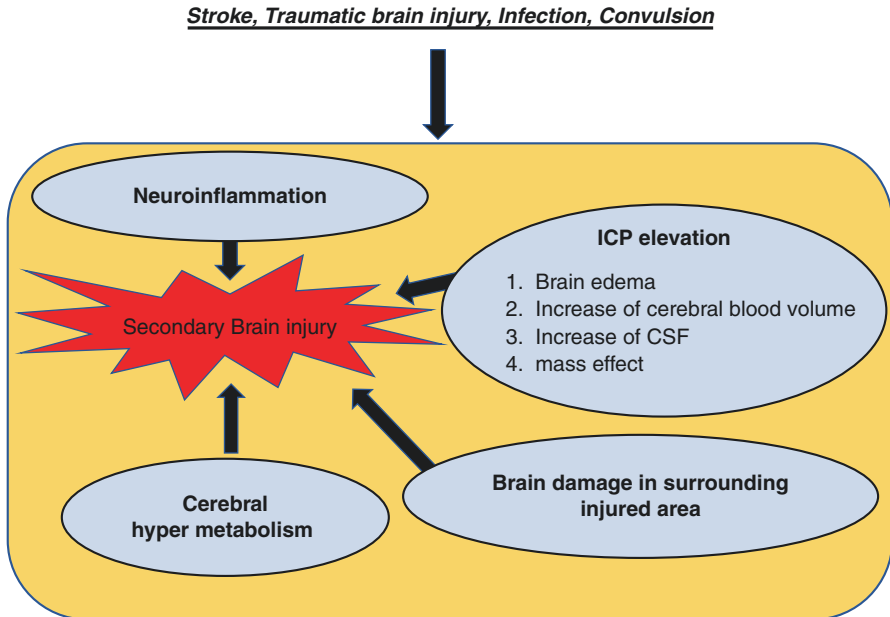 Stroke, Traumatic brain injury, Infection, Convulsion
Neuroinflammation
ICP elevation
1. Brain edema
2. Increase of cerebral blood volume
3. Increase of CSF
4. mass effect
Secondary Brain injury
Cerebral
hyper metabolism
Brain damage in surrounding
injured area